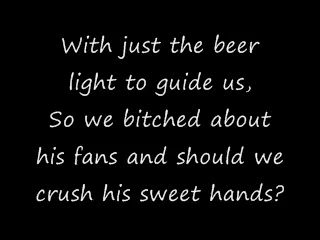 With just the beer
light to guide us,
So we bitched about
his fans and should we
crush his sweet hands?